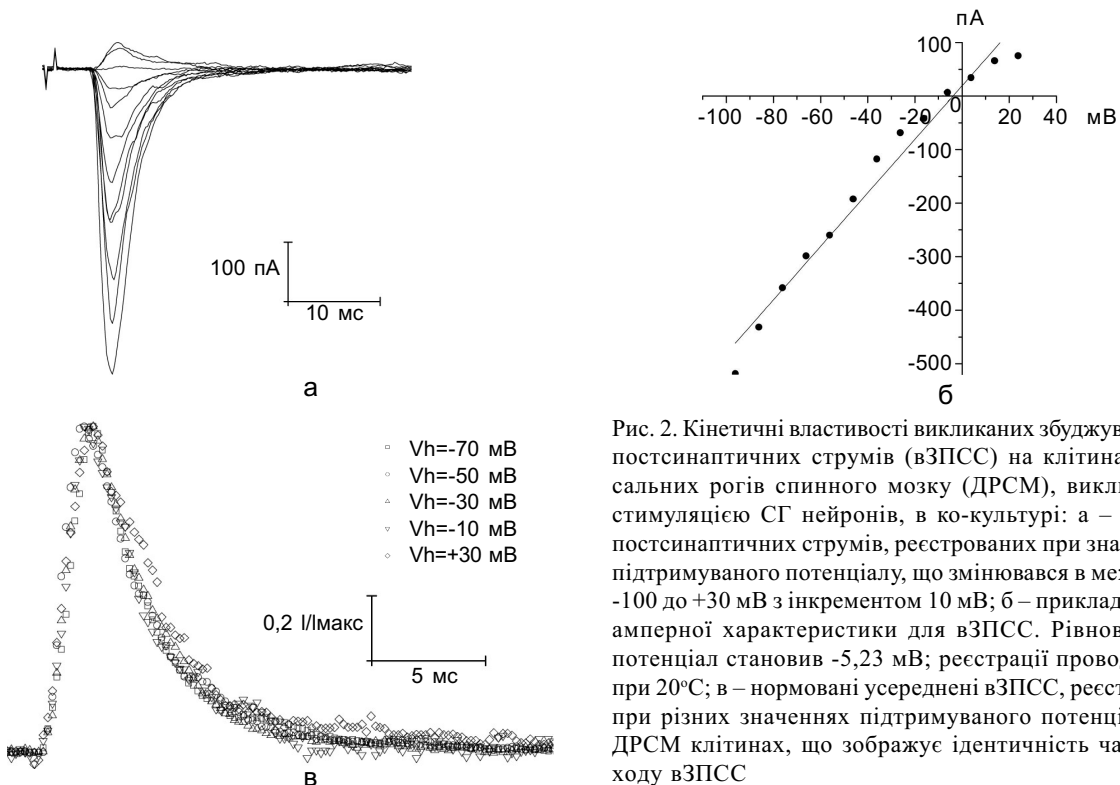 100 пА
10 мс
а
пА
100
-100 -80 -60 -40 -20 0 20 40 мВ
-100
-200
-300
-400
-500
б
Vh=-70 мВ
Vh=-50 мВ
Vh=-30 мВ
Vh=-10 мВ
Vh=+30 мВ
0,2 I/Iмакс
5 мс
в
Рис. 2. Кінетичні властивості викликаних збуджув
постсинаптичних струмів (вЗПСС) на клітина
сальних рогів спинного мозку (ДРСМ), викли
стимуляцією СГ нейронів, в ко-культурі: а –
постсинаптичних струмів, реєстрованих при зна
підтримуваного потенціалу, що змінювався в меж
-100 до +30 мВ з інкрементом 10 мВ; б – приклад
амперної характеристики для вЗПСС. Рівнов
потенціал становив -5,23 мВ; реєстрації прово
при 20°С; в – нормовані усереднені вЗПСС, реєст
при різних значеннях підтримуваного потенці
ДРСМ клітинах, що зображує ідентичність ча
ходу вЗПСС